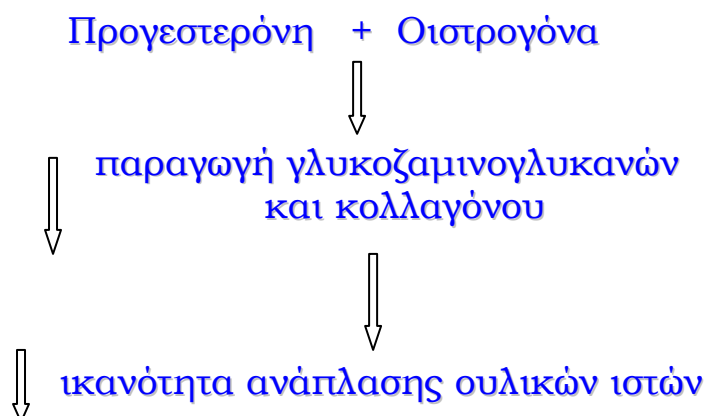 Προγεστερόνη + Οιστρογόνα
παραγωγή γλυκοζαμινογλυκανών
και κολλαγόνου
ικανότητα ανάπλασης ουλικών ιστών